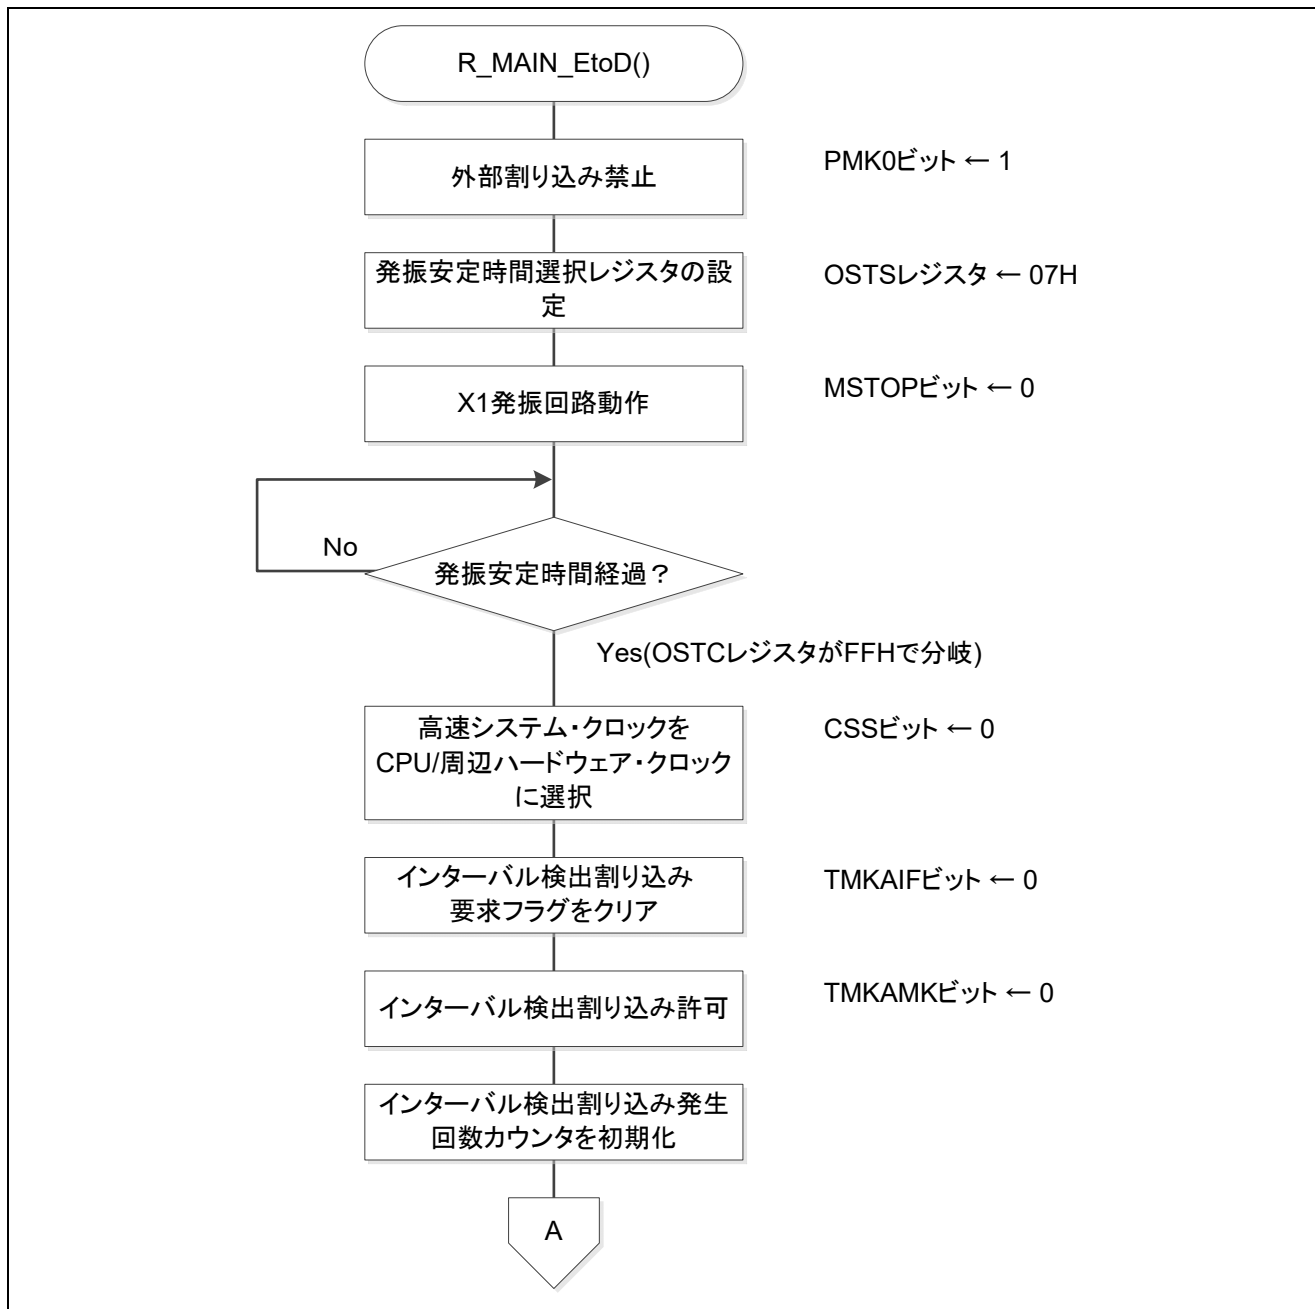 R_MAIN_EtoD()
外部割り込み禁止
PMK0ビット ← 1
発振安定時間選択レジスタの設
定
OSTSレジスタ ← 07H
X1発振回路動作
MSTOPビット ← 0
No
発振安定時間経過？
Yes(OSTCレジスタがFFHで分岐)
高速システム・クロックを
CPU/周辺ハードウェア・クロック
に選択
CSSビット ← 0
インターバル検出割り込み
要求フラグをクリア
TMKAIFビット ← 0
インターバル検出割り込み許可
TMKAMKビット ← 0
インターバル検出割り込み発生
回数カウンタを初期化
A